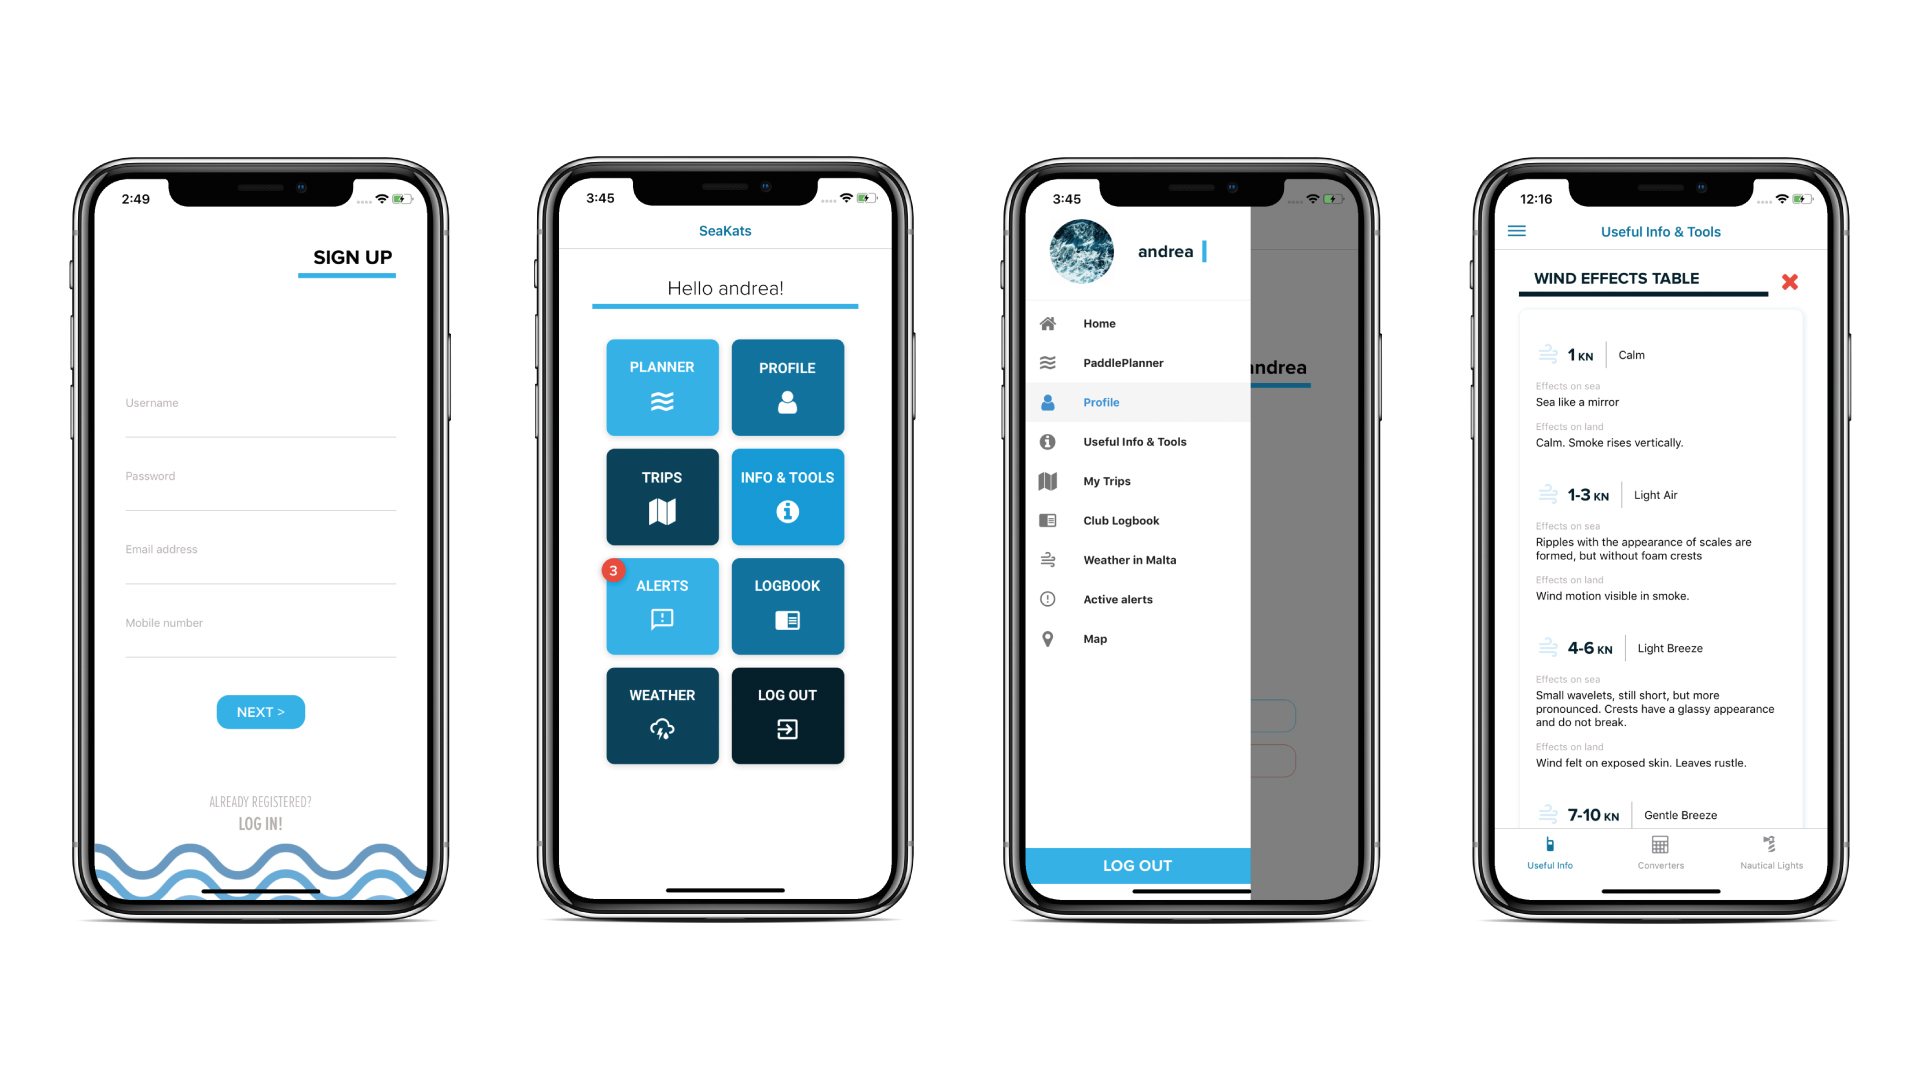 2:49
SIGN UP
Username
Password
Email address
Mobile number
NEXT >
ALREADY REGISTERED?
LOG IN!
3:45
SeaKats
Hello andrea!
PLANNER
PROFILE
TRIPS
INFO & TOOLS
3
ALERTS
LOGBOOK
WEATHER
LOG OUT
3:45
andrea
Home
PaddlePlanner
andrea
Profile
Useful Info & Tools
My Trips
Club Logbook
Weather in Malta
Active alerts
Map
LOG OUT
12:16
Useful Info & Tools
WIND EFFECTS TABLE
1 KN Calm
Effects on sea
Sea like a mirror
Effects on land
Calm. Smoke rises vertically.
1-3 KN Light Air
Effects on sea
Ripples with the appearance of scales are
formed, but without foam crests
Effects on land
Wind motion visible in smoke.
4-6 KN Light Breeze
Effects on sea
Small wavelets, still short, but more
pronounced. Crests have a glassy appearance
and do not break.
Effects on land
Wind felt on exposed skin. Leaves rustle.
7-10 KN Gentle Breeze
Useful Info
Converters
Nautical Lights